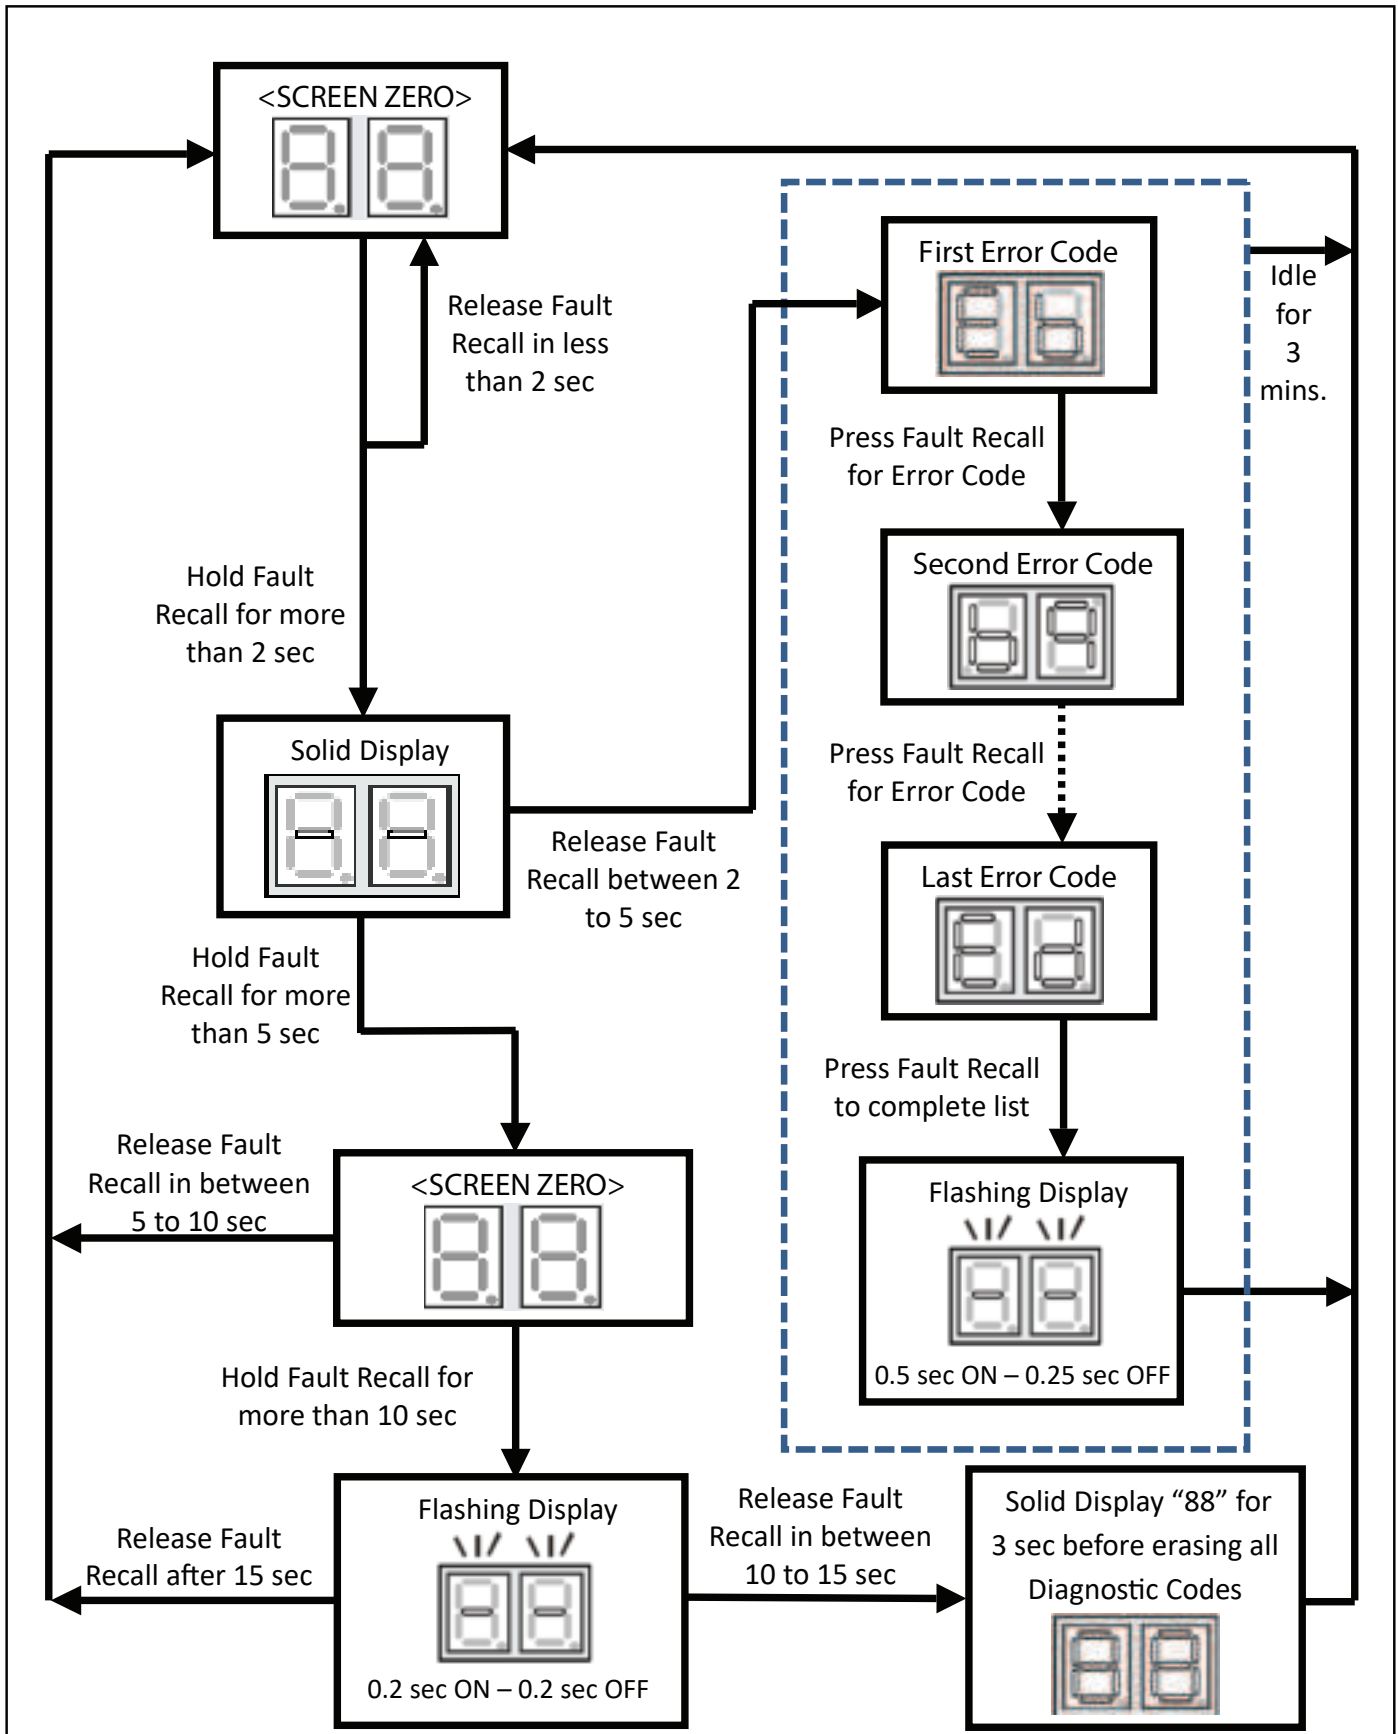 <SCREEN ZERO>
Release Fault
Recall in less
than 2 sec
Hold Fault
Recall for more
than 2 sec
Solid Display
Release Fault
Recall between 2
to 5 sec
First Error Code
Idle
for
3
mins.
Press Fault Recall
for Error Code
Second Error Code
b9
Press Fault Recall
for Error Code
Last Error Code
Ed
Press Fault Recall
to complete list
Flashing Display
- -
0.5 sec ON – 0.25 sec OFF
Hold Fault
Recall for more
than 5 sec
Release Fault
Recall in between
5 to 10 sec
<SCREEN ZERO>
Hold Fault Recall for
more than 10 sec
Release Fault
Recall after 15 sec
Flashing Display
- -
0.2 sec ON – 0.2 sec OFF
Release Fault
Recall in between
10 to 15 sec
Solid Display “88” for
3 sec before erasing all
Diagnostic Codes
88